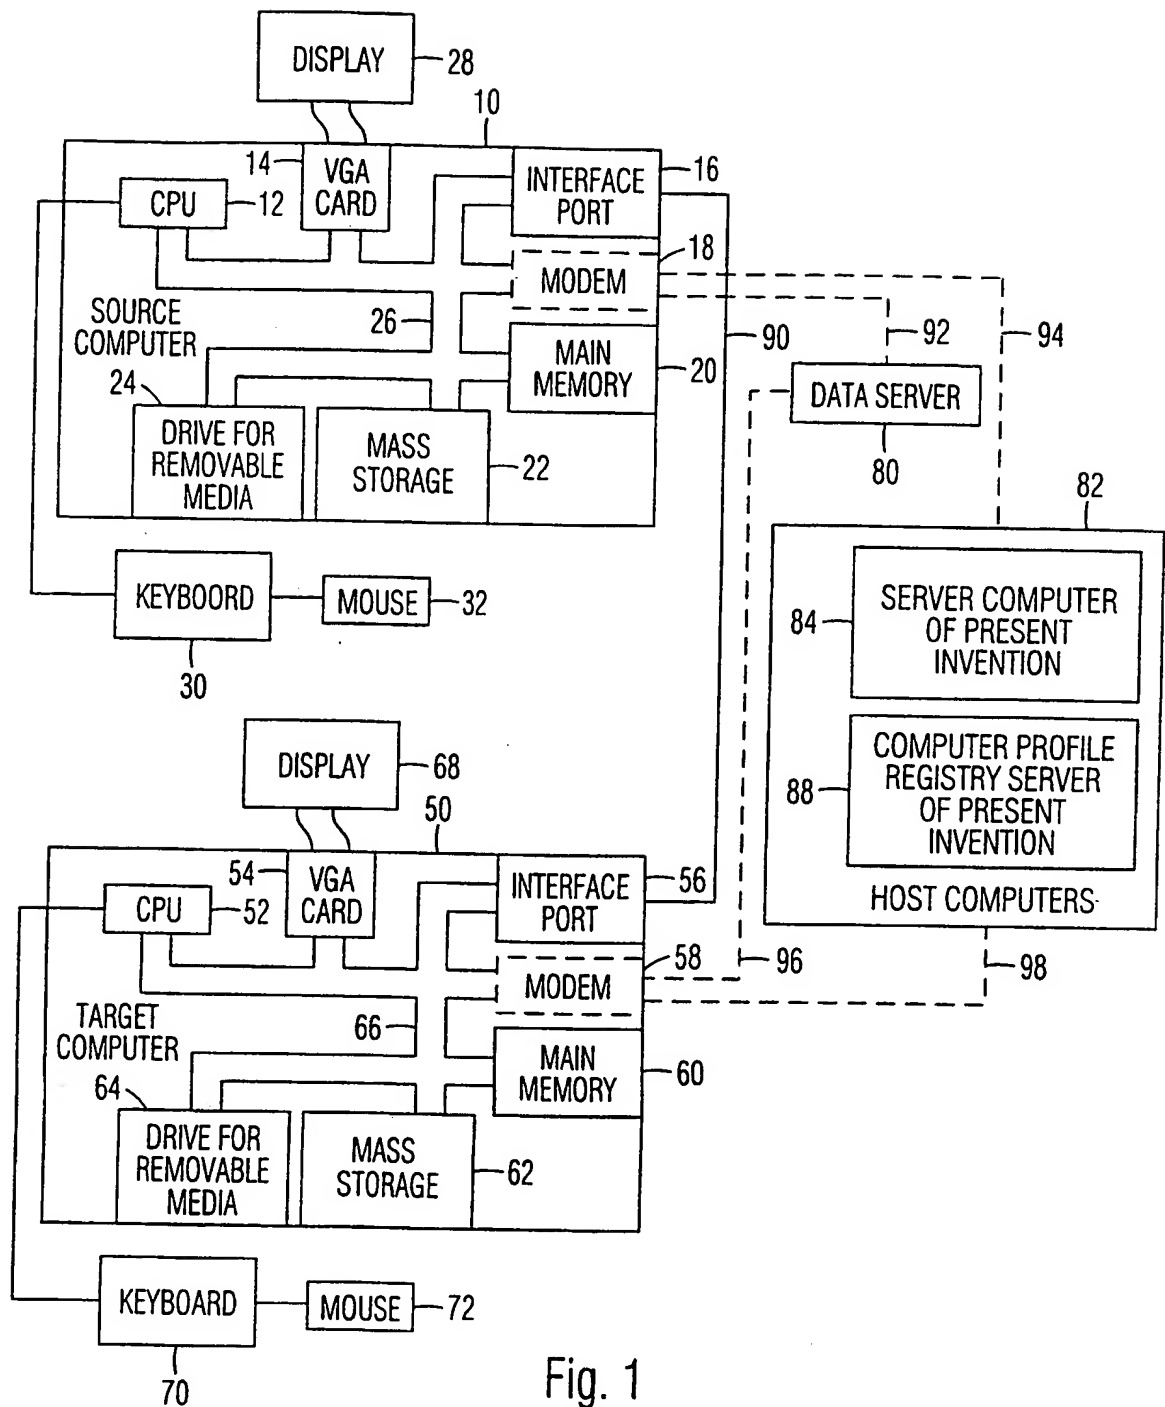 DISPLAY
28
10
14
VGA
CARD
INTERFACE
PORT
16
CPU
12
18
MODEM
SOURCE
COMPUTER
26
90
92
94
MAIN
MEMORY
20
DATA SERVER
80
24
DRIVE FOR
REMOVABLE
MEDIA
MASS
STORAGE
22
82
KEYBOORD
30
MOUSE
32
84
SERVER COMPUTER
OF PRESENT
INVENTION
88
COMPUTER PROFILE
REGISTRY SERVER
OF PRESENT
INVENTION
HOST COMPUTERS
DISPLAY
68
50
54
VGA
CARD
INTERFACE
PORT
56
CPU
52
58
MODEM
96
98
TARGET
COMPUTER
66
MAIN
MEMORY
60
64
DRIVE FOR
REMOVABLE
MEDIA
MASS
STORAGE
62
KEYBOARD
70
MOUSE
72
Fig. 1